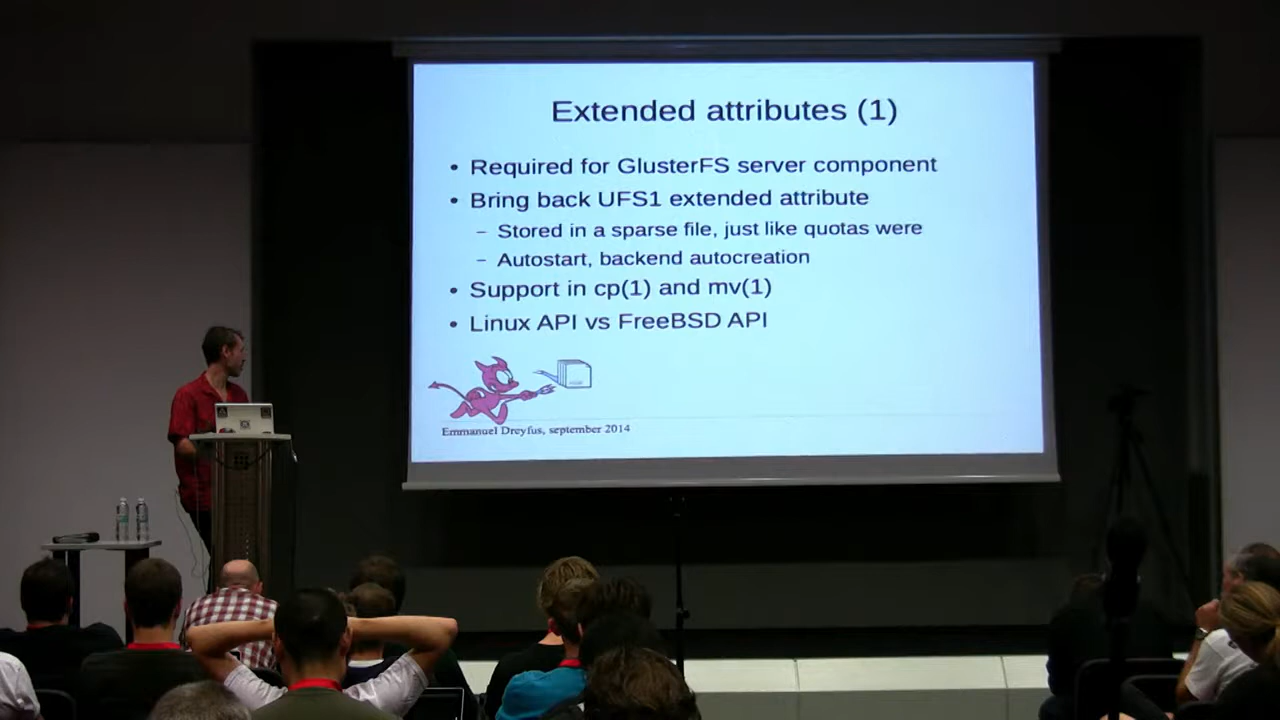 Extended attributes (1)
• Required for GlusterFS server component
• Bring back UFS1 extended attribute
– Stored in a sparse file, just like quotas were
– Autostart, backend autocreation
• Support in cp(1) and mv(1)
• Linux API vs FreeBSD API
Emmanuel Dreyfus, september 2014